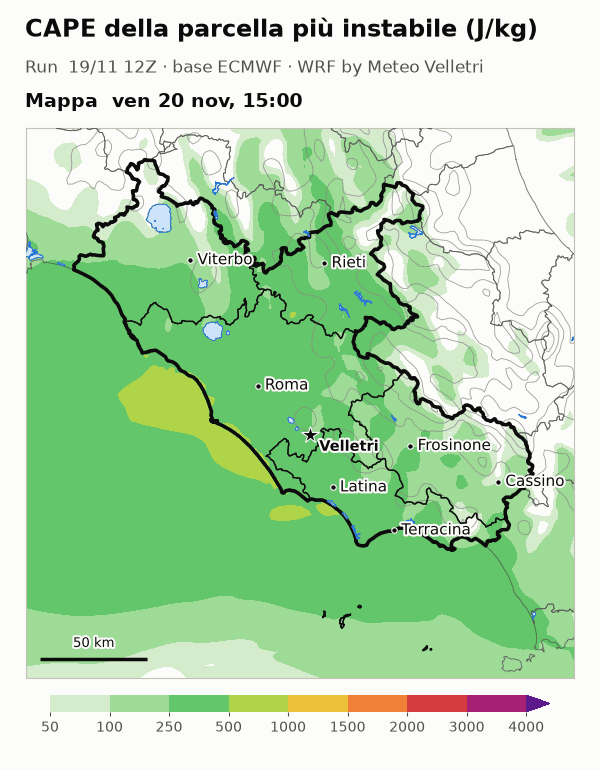 CAPE della parcella più instabile (J/kg)
Run  19/11 12Z · base ECMWF · WRF by Meteo Velletri
Mappa  ven 20 nov, 15:00
Viterbo
Rieti
Roma
Velletri
Frosinone
Latina
Cassino
Terracina
50 km
50 100 250 500 1000 1500 2000 3000 4000